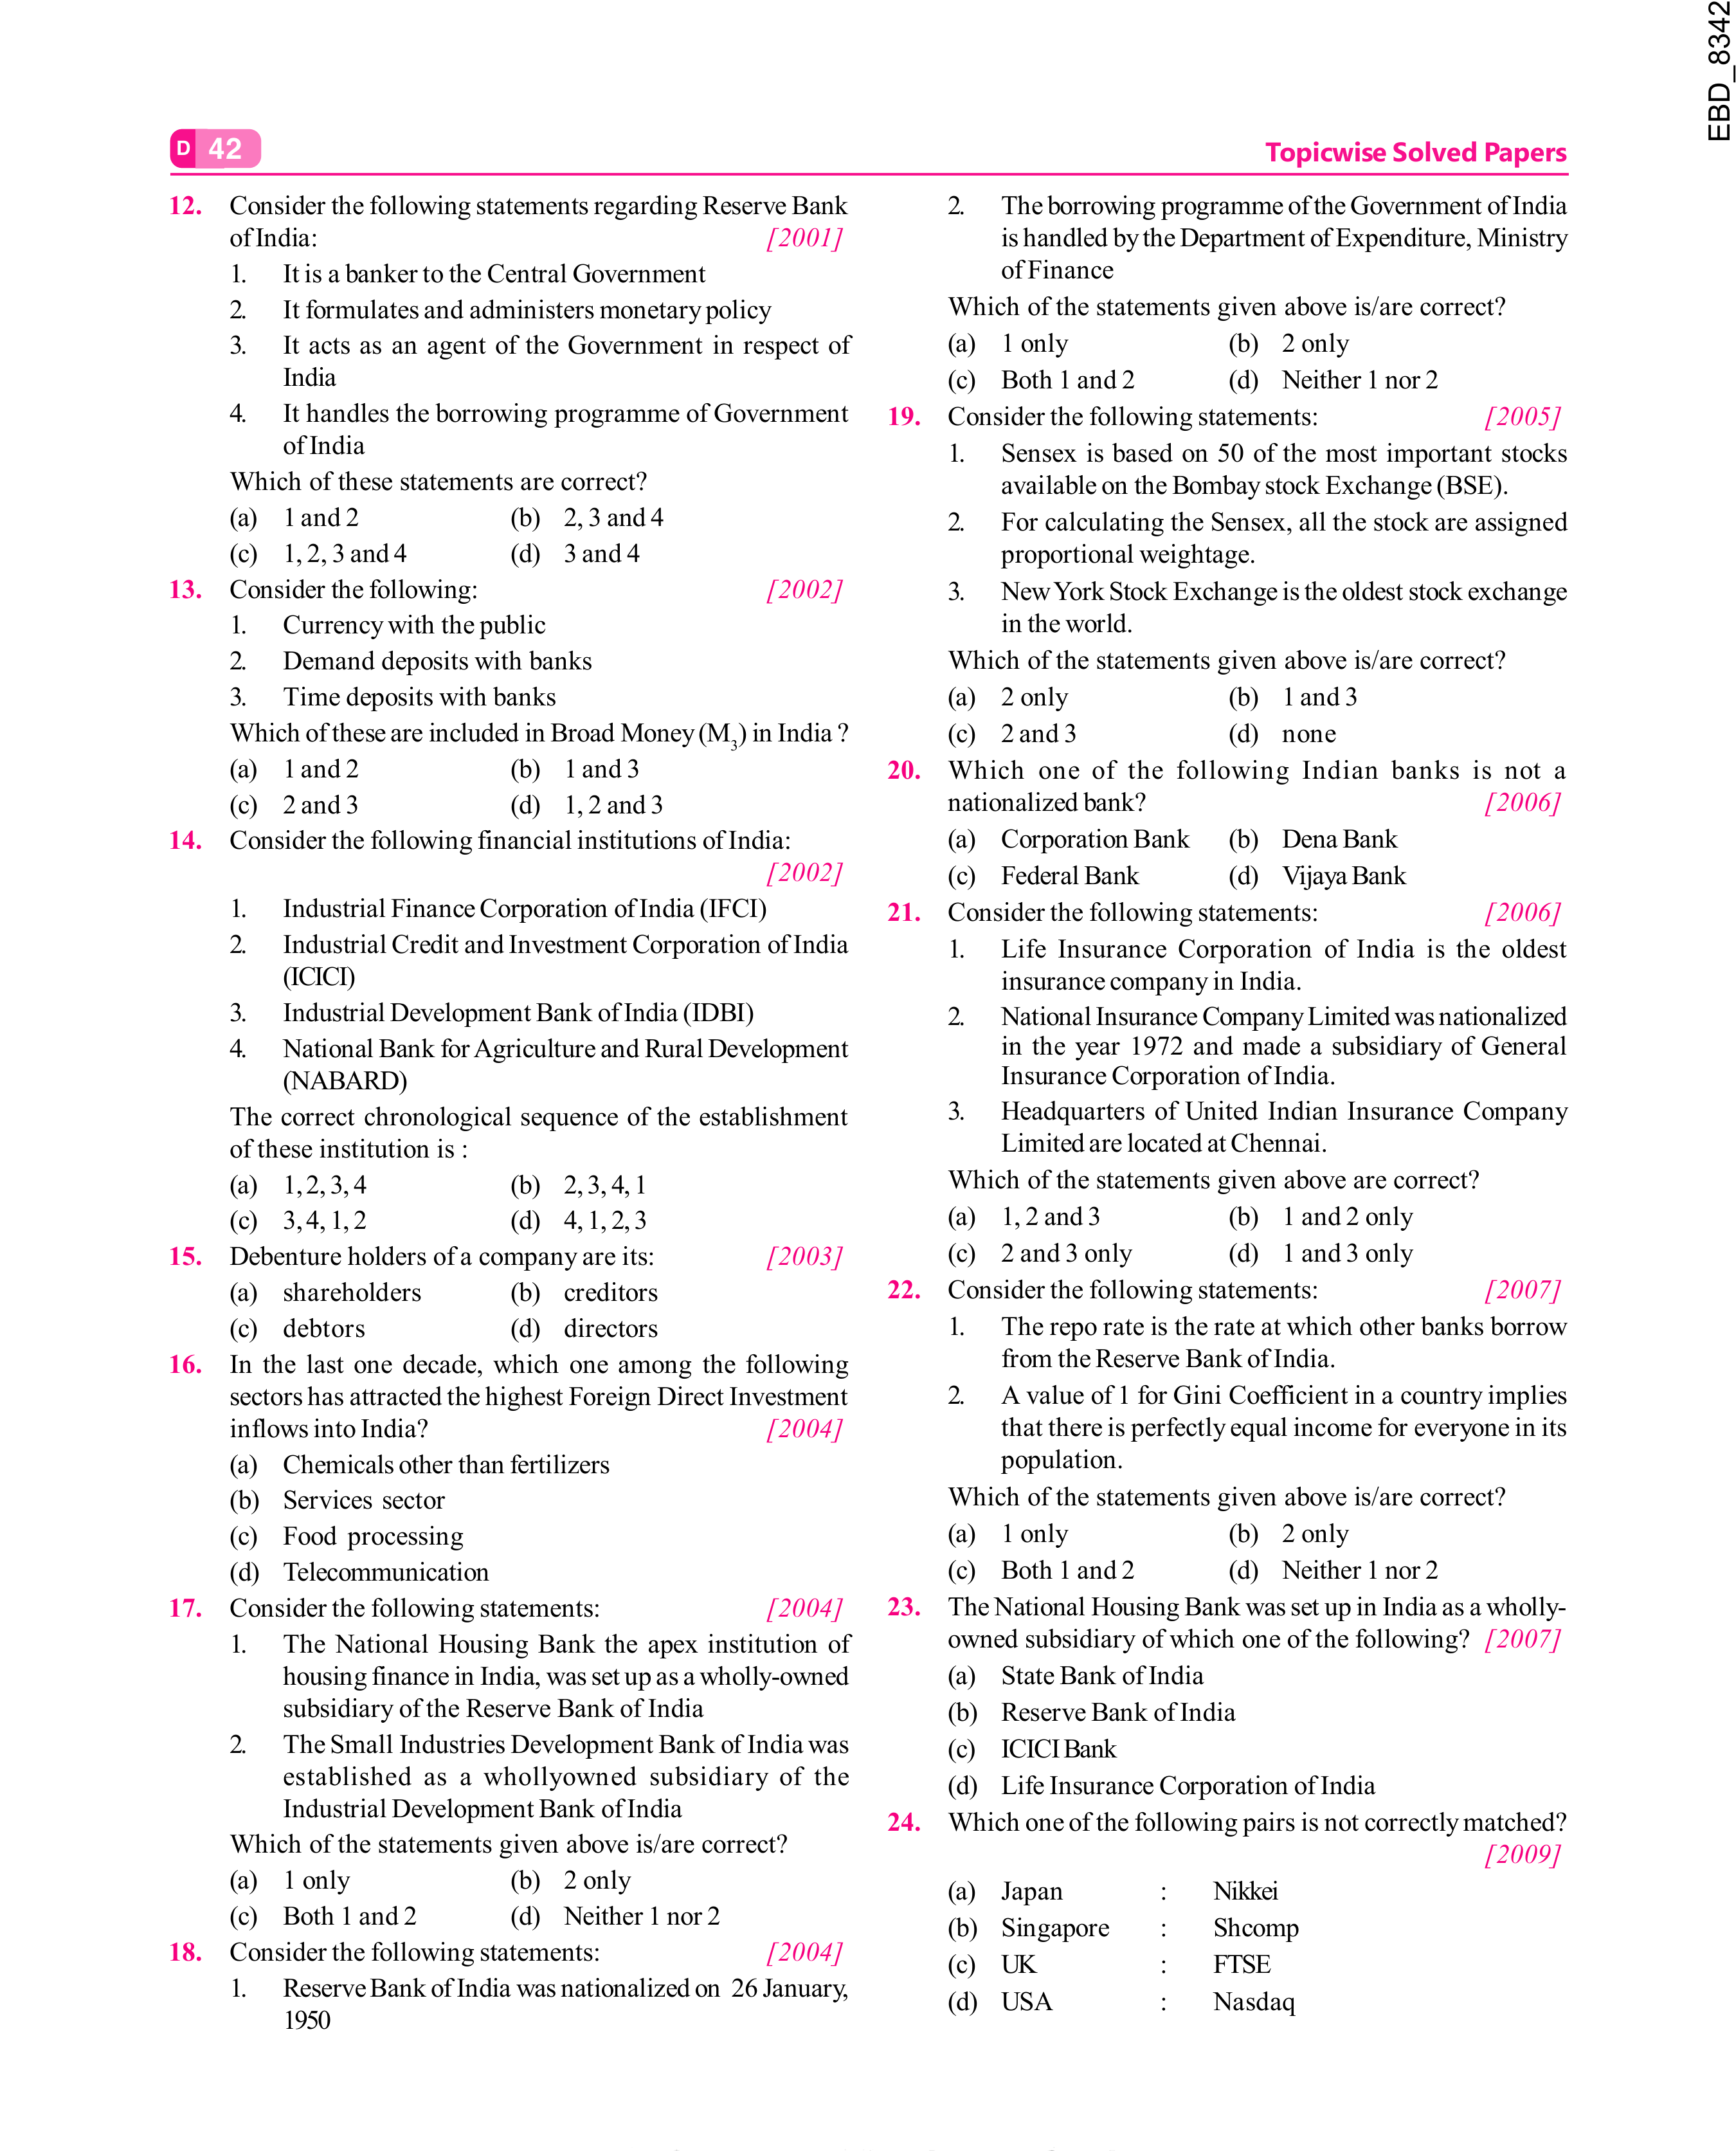 EBD_8342
D 42
Topicwise Solved Papers
12. Consider the following statements regarding Reserve Bank
of India: [2001]
1. It is a banker to the Central Government
2. It formulates and administers monetary policy
3. It acts as an agent of the Government in respect of
India
4. It handles the borrowing programme of Government
of India
Which of these statements are correct?
(a) 1 and 2 (b) 2, 3 and 4
(c) 1, 2, 3 and 4 (d) 3 and 4
13. Consider the following: [2002]
1. Currency with the public
2. Demand deposits with banks
3. Time deposits with banks
Which of these are included in Broad Money (M3) in India ?
(a) 1 and 2 (b) 1 and 3
(c) 2 and 3 (d) 1, 2 and 3
14. Consider the following financial institutions of India:
[2002]
1. Industrial Finance Corporation of India (IFCI)
2. Industrial Credit and Investment Corporation of India
(ICICI)
3. Industrial Development Bank of India (IDBI)
4. National Bank for Agriculture and Rural Development
(NABARD)
The correct chronological sequence of the establishment
of these institution is :
(a) 1, 2, 3, 4 (b) 2, 3, 4, 1
(c) 3, 4, 1, 2 (d) 4, 1, 2, 3
15. Debenture holders of a company are its: [2003]
(a) shareholders (b) creditors
(c) debtors (d) directors
16. In the last one decade, which one among the following
sectors has attracted the highest Foreign Direct Investment
inflows into India? [2004]
(a) Chemicals other than fertilizers
(b) Services sector
(c) Food processing
(d) Telecommunication
17. Consider the following statements: [2004]
1. The National Housing Bank the apex institution of
housing finance in India, was set up as a wholly-owned
subsidiary of the Reserve Bank of India
2. The Small Industries Development Bank of India was
established as a whollyowned subsidiary of the
Industrial Development Bank of India
Which of the statements given above is/are correct?
(a) 1 only (b) 2 only
(c) Both 1 and 2 (d) Neither 1 nor 2
18. Consider the following statements: [2004]
1. Reserve Bank of India was nationalized on 26 January,
1950
2. The borrowing programme of the Government of India
is handled by the Department of Expenditure, Ministry
of Finance
Which of the statements given above is/are correct?
(a) 1 only (b) 2 only
(c) Both 1 and 2 (d) Neither 1 nor 2
19. Consider the following statements: [2005]
1. Sensex is based on 50 of the most important stocks
available on the Bombay stock Exchange (BSE).
2. For calculating the Sensex, all the stock are assigned
proportional weightage.
3. New York Stock Exchange is the oldest stock exchange
in the world.
Which of the statements given above is/are correct?
(a) 2 only (b) 1 and 3
(c) 2 and 3 (d) none
20. Which one of the following Indian banks is not a
nationalized bank? [2006]
(a) Corporation Bank (b) Dena Bank
(c) Federal Bank (d) Vijaya Bank
21. Consider the following statements: [2006]
1. Life Insurance Corporation of India is the oldest
insurance company in India.
2. National Insurance Company Limited was nationalized
in the year 1972 and made a subsidiary of General
Insurance Corporation of India.
3. Headquarters of United Indian Insurance Company
Limited are located at Chennai.
Which of the statements given above are correct?
(a) 1, 2 and 3 (b) 1 and 2 only
(c) 2 and 3 only (d) 1 and 3 only
22. Consider the following statements: [2007]
1. The repo rate is the rate at which other banks borrow
from the Reserve Bank of India.
2. A value of 1 for Gini Coefficient in a country implies
that there is perfectly equal income for everyone in its
population.
Which of the statements given above is/are correct?
(a) 1 only (b) 2 only
(c) Both 1 and 2 (d) Neither 1 nor 2
23. The National Housing Bank was set up in India as a wholly-
owned subsidiary of which one of the following? [2007]
(a) State Bank of India
(b) Reserve Bank of India
(c) ICICI Bank
(d) Life Insurance Corporation of India
24. Which one of the following pairs is not correctly matched?
[2009]
(a) Japan : Nikkei
(b) Singapore : Shcomp
(c) UK : FTSE
(d) USA : Nasdaq